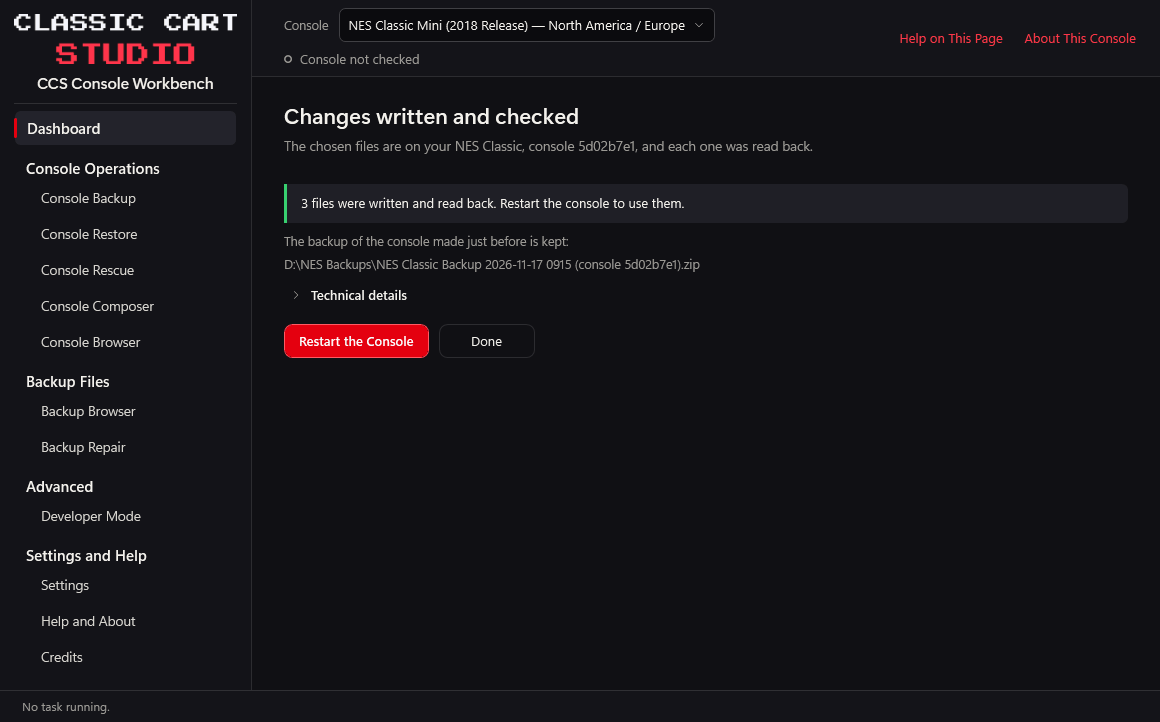 CLASSIC CART
STUDIO
CCS Console Workbench
Dashboard
Console Operations
Console Backup
Console Restore
Console Rescue
Console Composer
Console Browser
Backup Files
Backup Browser
Backup Repair
Advanced
Developer Mode
Settings and Help
Settings
Help and About
Credits
Console
NES Classic Mini (2018 Release) — North America / Europe
Console not checked
Help on This Page
About This Console
Changes written and checked
The chosen files are on your NES Classic, console 5d02b7e1, and each one was read back.
3 files were written and read back. Restart the console to use them.
The backup of the console made just before is kept:
D:\NES Backups\NES Classic Backup 2026-11-17 0915 (console 5d02b7e1).zip
Technical details
Restart the Console
Done
No task running.